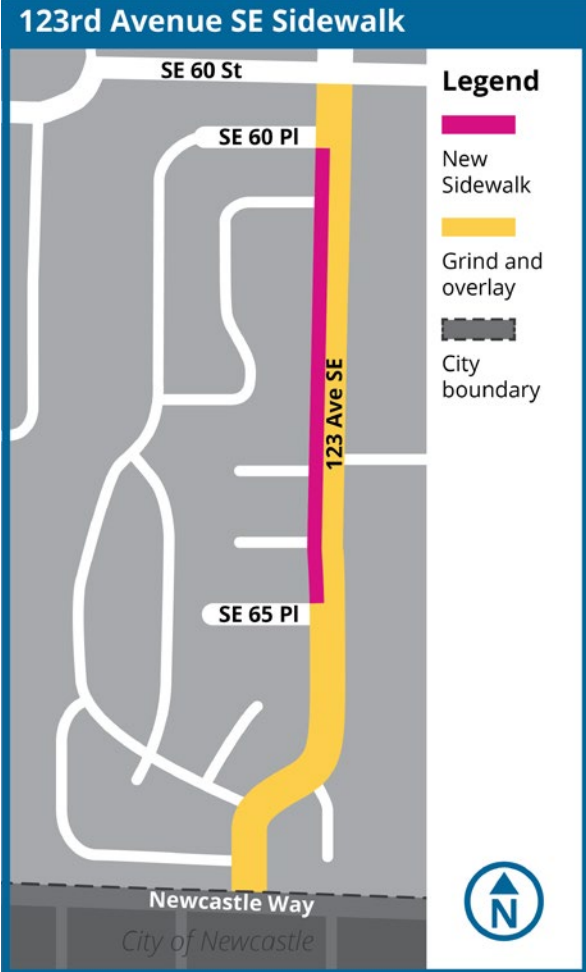 123rd Avenue SE Sidewalk
SE 60 St
Legend
SE 60 Pl
New
Sidewalk
Grind and
overlay
City
boundary
123 Ave SE
SE 65 Pl
Newcastle Way
City of Newcastle
N